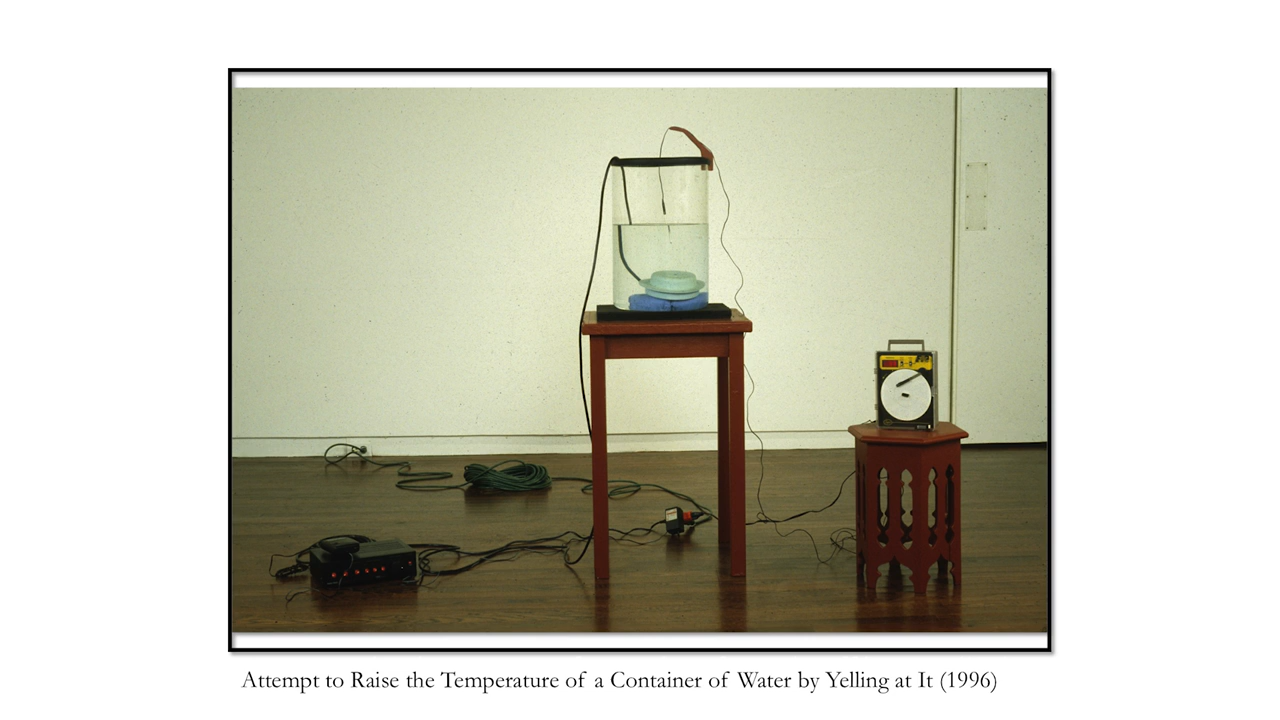 Attempt to Raise the Temperature of a Container of Water by Yelling at It (1996)